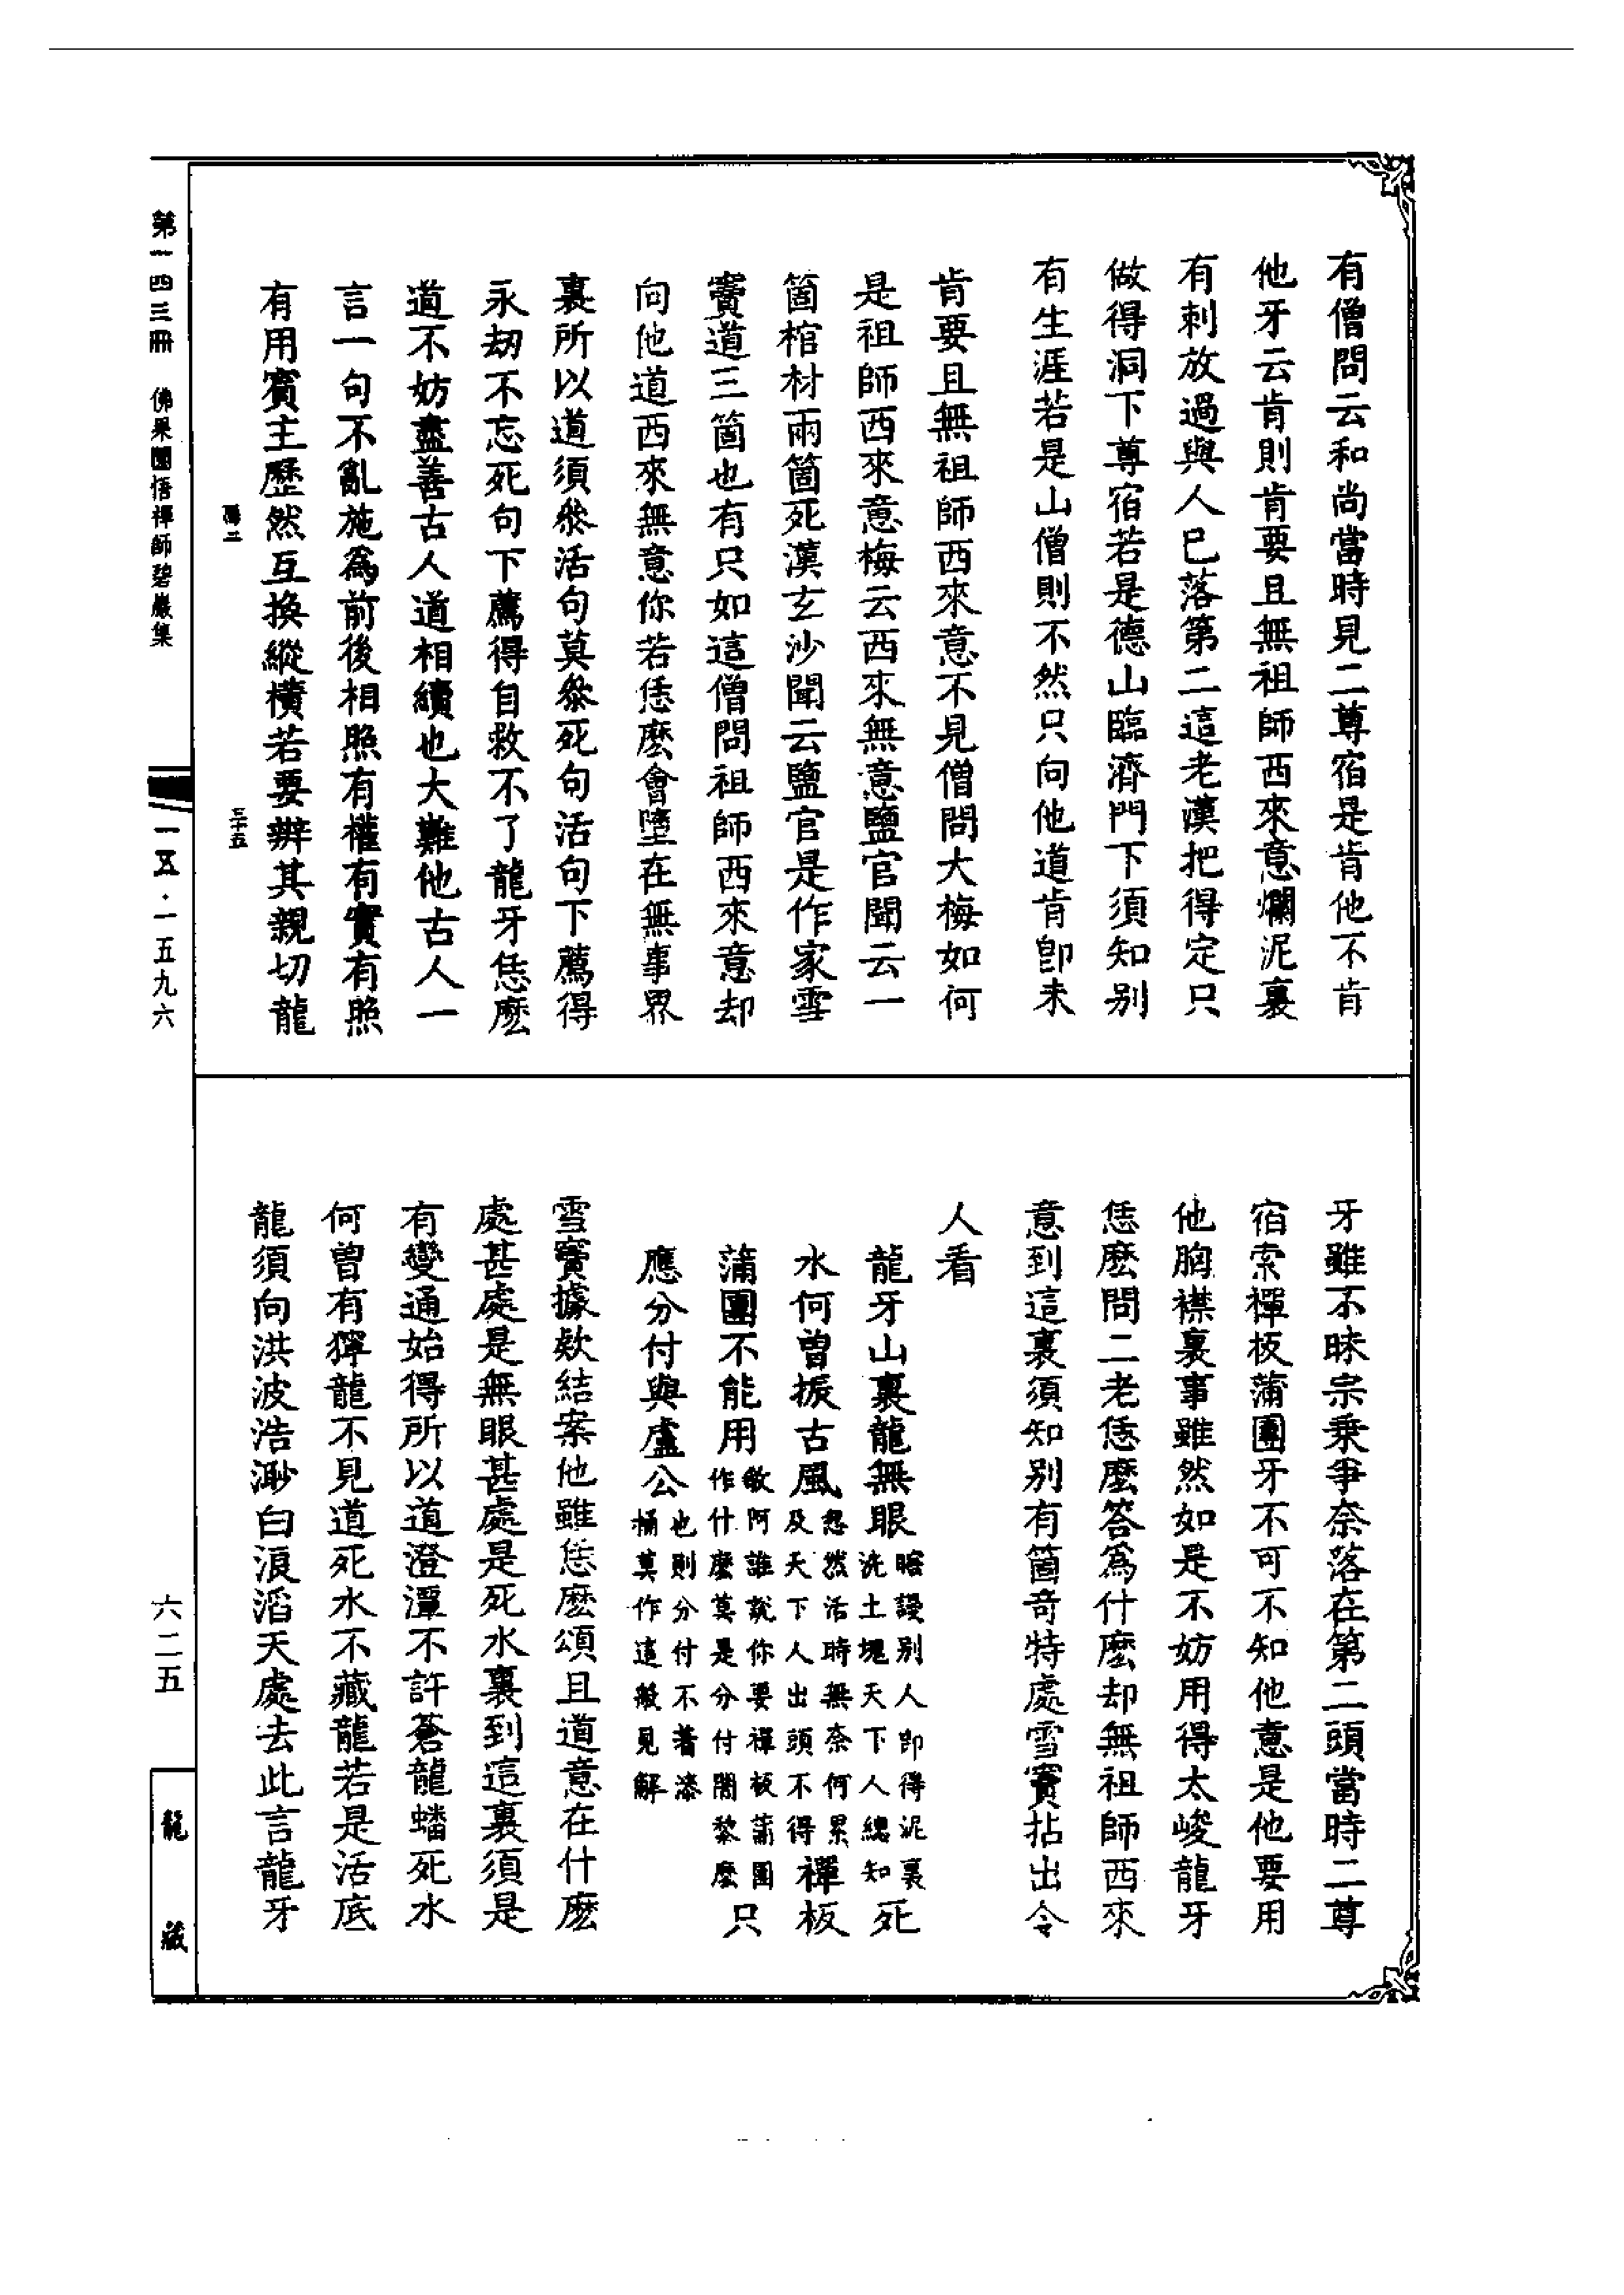 有僧問云和尚當時見二尊宿是肯他不肯
他牙云肯則肯要且無祖師西來意爛泥裏
有刺放過與人已落第二這老漢把得定只
做得洞下尊宿若是德山臨濟門下須知别
有生涯若是山僧則不然只向他道肯卽未
肯要且無祖師西來意不見僧問大梅如何
是祖師西來意梅云西來無意鹽官聞云一
箇棺材兩箇死漢玄沙聞云鹽官是作家雪
竇道三箇也有只如這僧問祖師西來意却
向他道西來無意你若恁麽會墮在無事界
裏所以道須叅活句莫叅死句活句下薦得
永劫不忘死句下薦得自救不了龍牙恁麽
道不妨盡善古人道相續也大難他古人一
言一句不亂施爲前後相照有權有實有照
有用賓主歷然互換縱橫若要辨其親切龍
三十五
牙雖不昧宗乘爭奈落在第二頭當時二尊
宿索禪板蒲團牙不可不知他意是他要用
他胸襟裏事雖然如是不妨用得太峻龍牙
恁麽問二老恁麽答爲什麽却無祖師西來
意到這裏須知别有箇奇特處雪竇拈出令
人看
龍牙山裏龍無眼瞎謾别人即得泥裏洗土塊天下人總知死
水何曾振古風忽然活時無奈何累及天下人出頭不得禪板
蒲團不能用教阿誰說你要禪板蒲團作什麽莫是分付闍黎麽只
應分付與盧公也則分付不著漆桶莫作這般見解
雪竇據欵結案他雖恁麽頌且道意在什麽
處甚處是無眼甚處是死水裏到這裏須是
有變通始得所以道澄潭不許蒼龍蟠死水
何曾有獰龍不見道死水不藏龍若是活底
龍須向洪波浩渺白浪滔天處去此言龍牙
第一四三冊　佛果圜悟禪師碧巖集
一五五·一五九六
六二五
龍藏